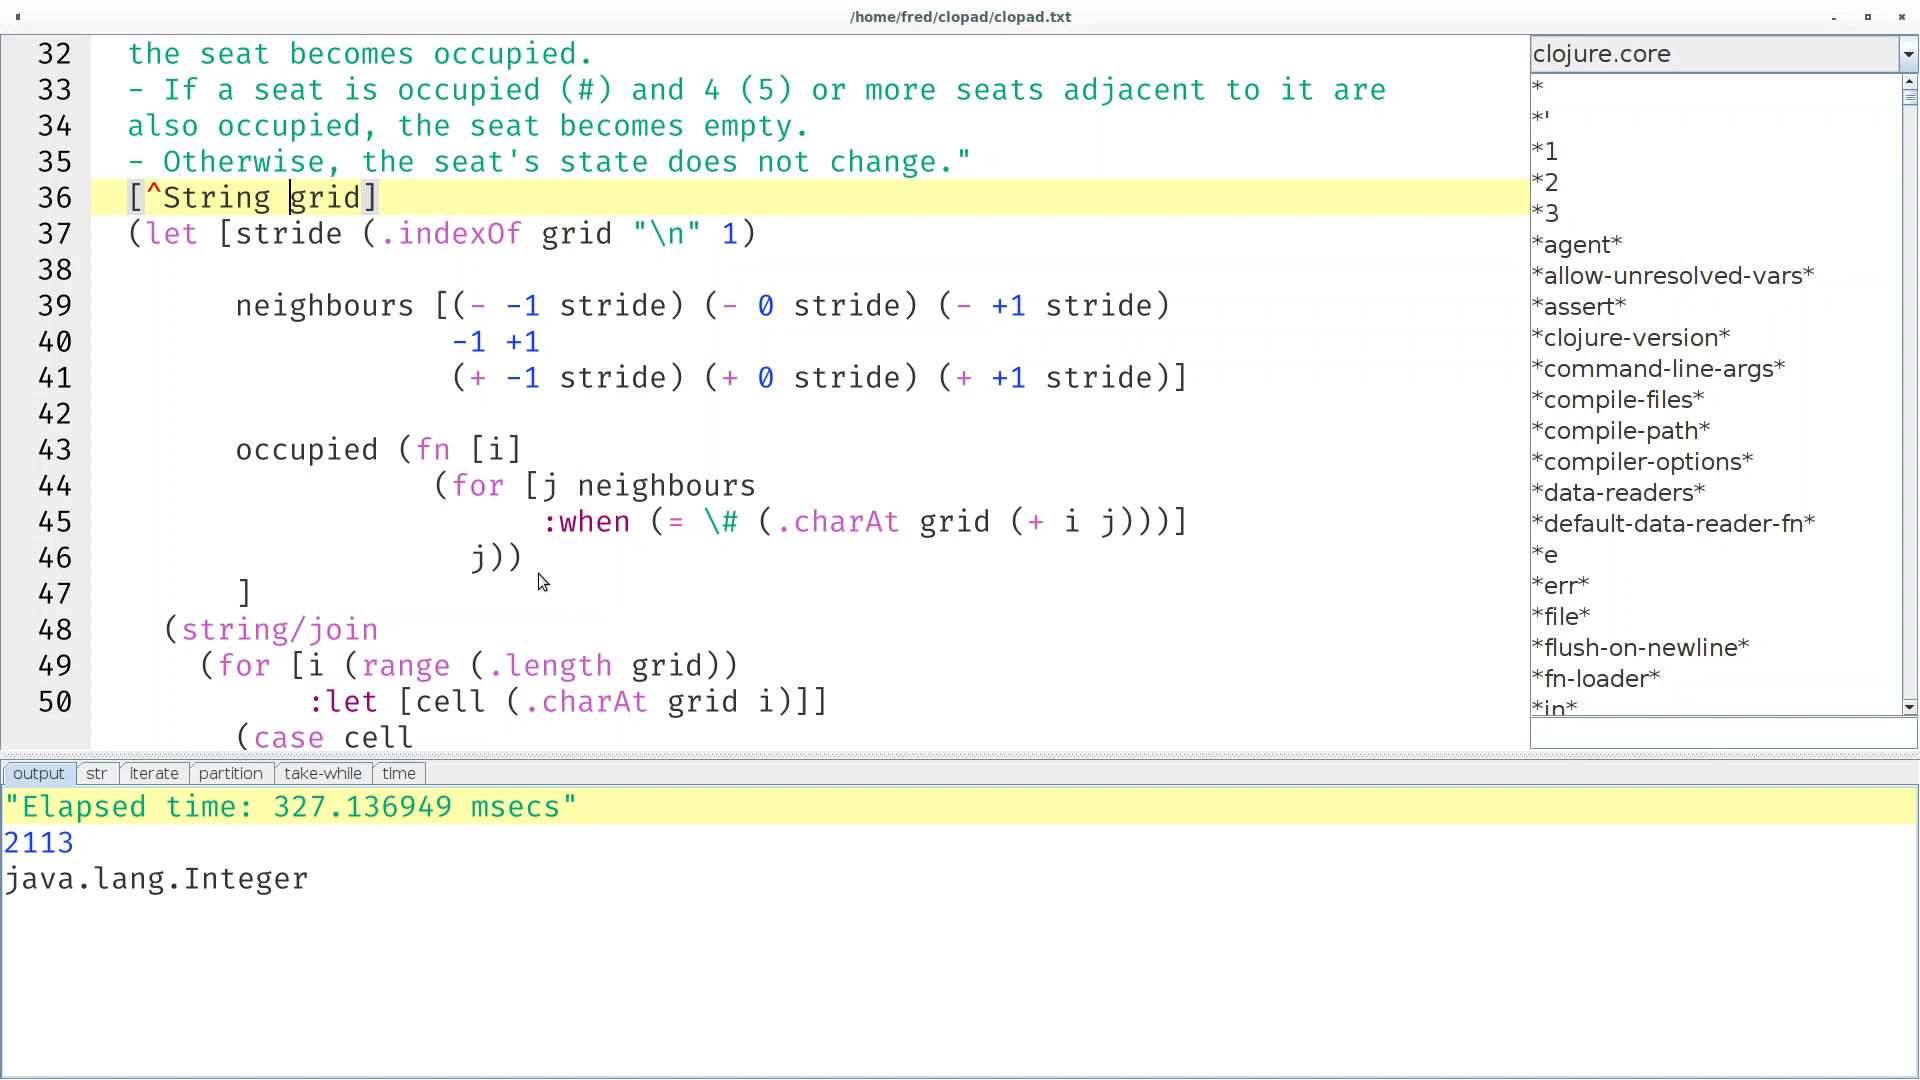 /home/fred/clopad/clopad.txt
32 the seat becomes occupied.
33 - If a seat is occupied (#) and 4 (5) or more seats adjacent to it are
34 also occupied, the seat becomes empty.
35 - Otherwise, the seat's state does not change."
36 [^String grid]
37 (let [stride (.indexOf grid "\n" 1)
38
39 neighbours [(- -1 stride) (- 0 stride) (- +1 stride)
40 -1 +1
41 (+ -1 stride) (+ 0 stride) (+ +1 stride)]
42
43 occupied (fn [i]
44 (for [j neighbours
45 :when (= \# (.charAt grid (+ i j)))]
46 j))
47 ]
48 (string/join
49 (for [i (range (.length grid))
50 :let [cell (.charAt grid i)]]
(case cell
clojure.core
*
*'
*1
*2
*3
*agent*
*allow-unresolved-vars*
*assert*
*clojure-version*
*command-line-args*
*compile-files*
*compile-path*
*compiler-options*
*data-readers*
*default-data-reader-fn*
*e
*err*
*file*
*flush-on-newline*
*fn-loader*
*in*
output str iterate partition take-while time
"Elapsed time: 327.136949 msecs"
2113
java.lang.Integer